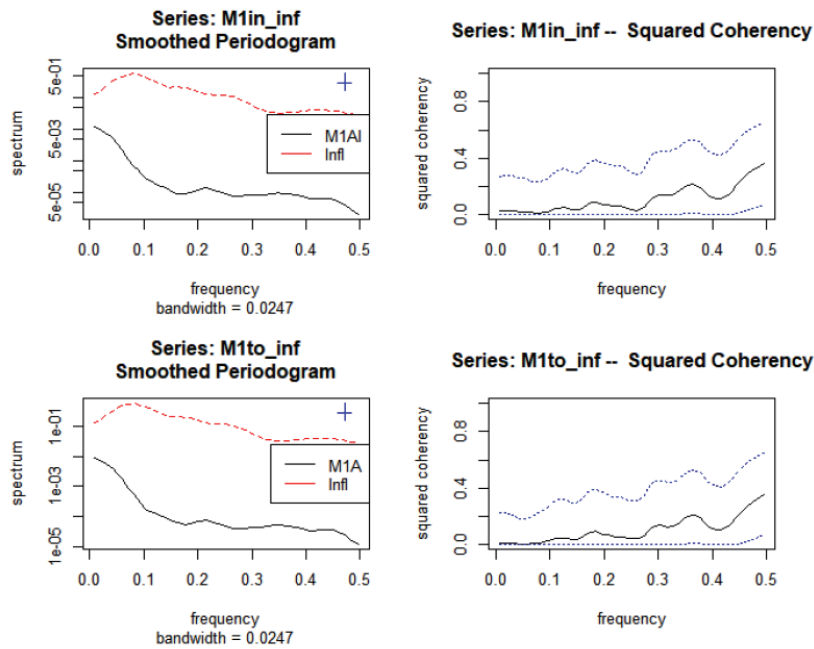 Series: M1in_inf
Smoothed Periodogram
spectrum
5e-01
5e-03
5e-05
M1AI
Infl
0.0 0.1 0.2 0.3 0.4 0.5
frequency
bandwidth = 0.0247
Series: M1in_inf -- Squared Coherency
squared coherency
0.8
0.4
0.0
0.0 0.1 0.2 0.3 0.4 0.5
frequency
Series: M1to_inf
Smoothed Periodogram
spectrum
1e-01
1e-03
1e-05
M1A
Infl
0.0 0.1 0.2 0.3 0.4 0.5
frequency
bandwidth = 0.0247
Series: M1to_inf -- Squared Coherency
squared coherency
0.8
0.4
0.0
0.0 0.1 0.2 0.3 0.4 0.5
frequency